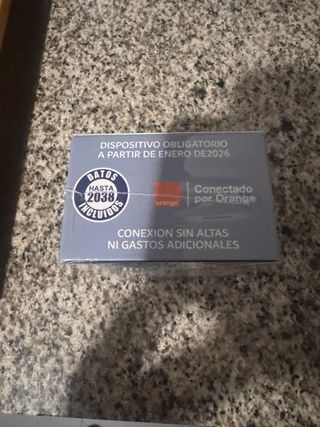 DISPOSITIVO OBLIGATORIO
A PARTIR DE ENERO DE2026
DATOS
HASTA
2038
INCLUIDOS
orange
Conectado
por Orange
CONEXION SIN ALTAS
NI GASTOS ADICIONALES